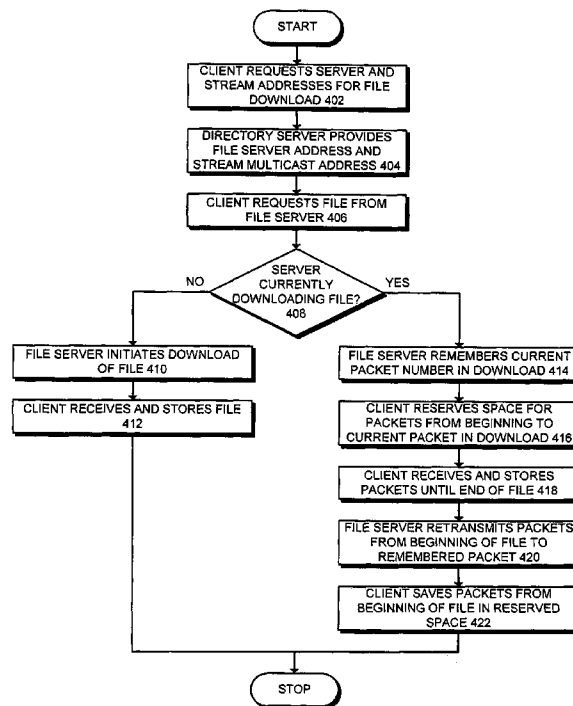 START
CLIENT REQUESTS SERVER AND
STREAM ADDRESSES FOR FILE
DOWNLOAD 402
DIRECTORY SERVER PROVIDES
FILE SERVER ADDRESS AND
STREAM MULTICAST ADDRESS 404
CLIENT REQUESTS FILE FROM
FILE SERVER 406
NO
SERVER
CURRENTLY
DOWNLOADING FILE?
408
YES
FILE SERVER INITIATES DOWNLOAD
OF FILE 410
CLIENT RECEIVES AND STORES FILE
412
FILE SERVER REMEMBERS CURRENT
PACKET NUMBER IN DOWNLOAD 414
CLIENT RESERVES SPACE FOR
PACKETS FROM BEGINNING TO
CURRENT PACKET IN DOWNLOAD 416
CLIENT RECEIVES AND STORES
PACKETS UNTIL END OF FILE 418
FILE SERVER RETRANSMITS PACKETS
FROM BEGINNING OF FILE TO
REMEMBERED PACKET 420
CLIENT SAVES PACKETS FROM
BEGINNING OF FILE IN RESERVED
SPACE 422
STOP